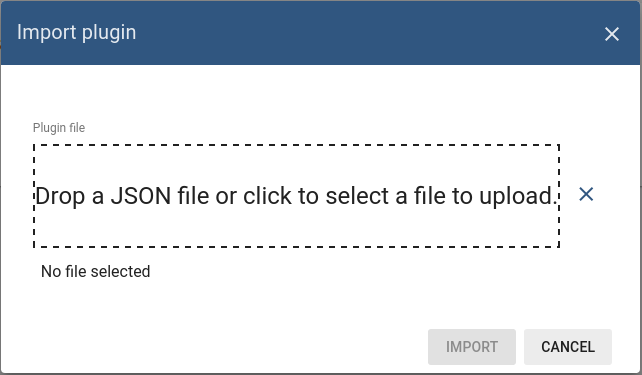 Import plugin
Plugin file
Drop a JSON file or click to select a file to upload.
No file selected
IMPORT
CANCEL